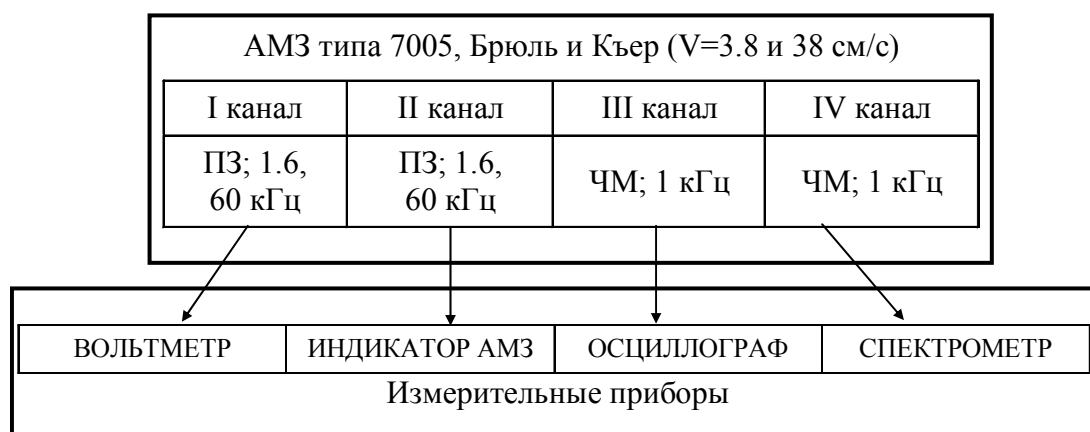 АМЗ типа 7005, Брюль и Къер (V=3.8 и 38 см/с)
I канал II канал III канал IV канал
ПЗ; 1.6, 60 кГц ПЗ; 1.6, 60 кГц ЧМ; 1 кГц ЧМ; 1 кГц
ВОЛЬТМЕТР ИНДИКАТОР АМЗ ОСЦИЛЛОГРАФ СПЕКТРОМЕТР
Измерительные приборы